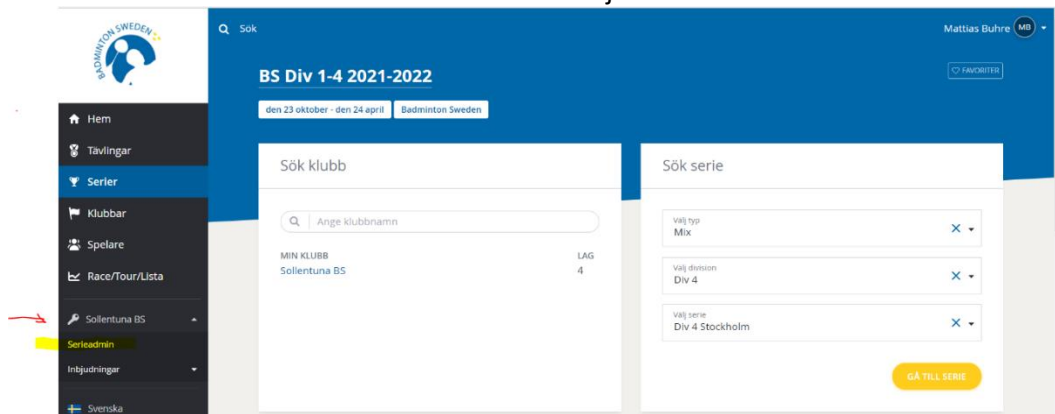 BADMINTON SWEDEN
Hem
Tävlingar
Serier
Klubbar
Spelare
Race/Tour/Lista
Sollentuna BS
Serieadmin
Inbjudningar
Svenska
Sök
Mattias Buhre MB
BS Div 1-4 2021-2022
FAVORITER
den 23 oktober - den 24 april Badminton Sweden
Sök klubb
Ange klubbnamn
MIN KLUBB LAG
Sollentuna BS 4
Sök serie
Välj typ
Mix
Välj division
Div 4
Välj serie
Div 4 Stockholm
GÅ TILL SERIE